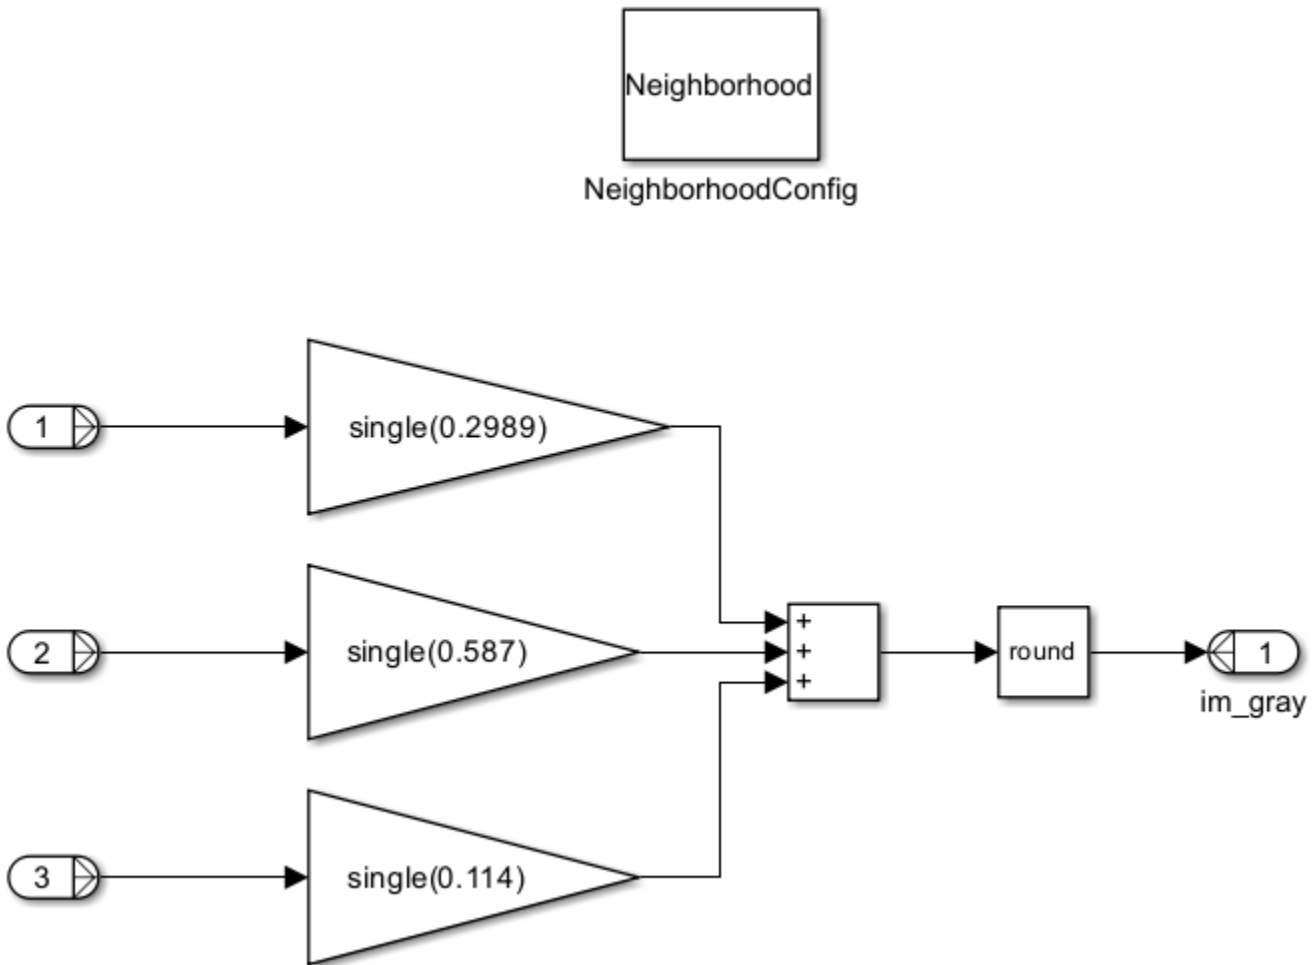 Neighborhood
NeighborhoodConfig
1
single(0.2989)
2
single(0.587)
3
single(0.114)
+
+
+
round
1
im_gray